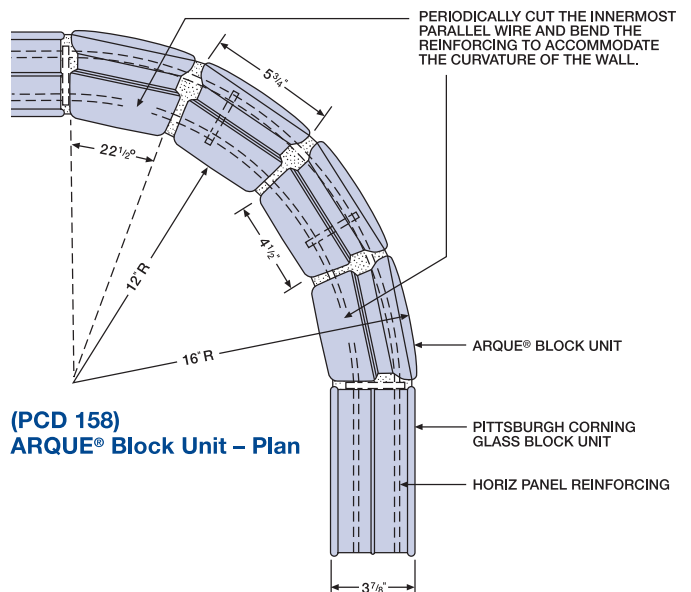 PERIODICALLY CUT THE INNERMOST
PARALLEL WIRE AND BEND THE
REINFORCING TO ACCOMMODATE
THE CURVATURE OF THE WALL.
5 3/4"
22 1/2º
12" R
4 1/2"
16" R
ARQUE® BLOCK UNIT
(PCD 158)
ARQUE® Block Unit – Plan
PITTSBURGH CORNING
GLASS BLOCK UNIT
HORIZ PANEL REINFORCING
3 7/8"